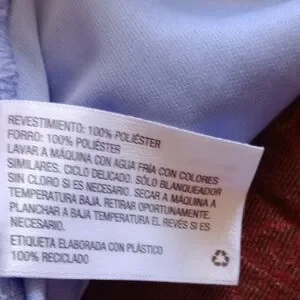 REVESTIMIENTO: 100% POLIÉSTER
FORRO: 100% POLIÉSTER
LAVAR A MÁQUINA CON AGUA FRÍA CON COLORES
SIMILARES, CICLO DELICADO. SÓLO BLANQUEADOR
SIN CLORO SI ES NECESARIO. SECAR A MÁQUINA A
TEMPERATURA BAJA. RETIRAR OPORTUNAMENTE.
PLANCHAR A BAJA TEMPERATURA EL REVÉS SI ES
NECESARIO.
ETIQUETA ELABORADA CON PLÁSTICO
100% RECICLADO